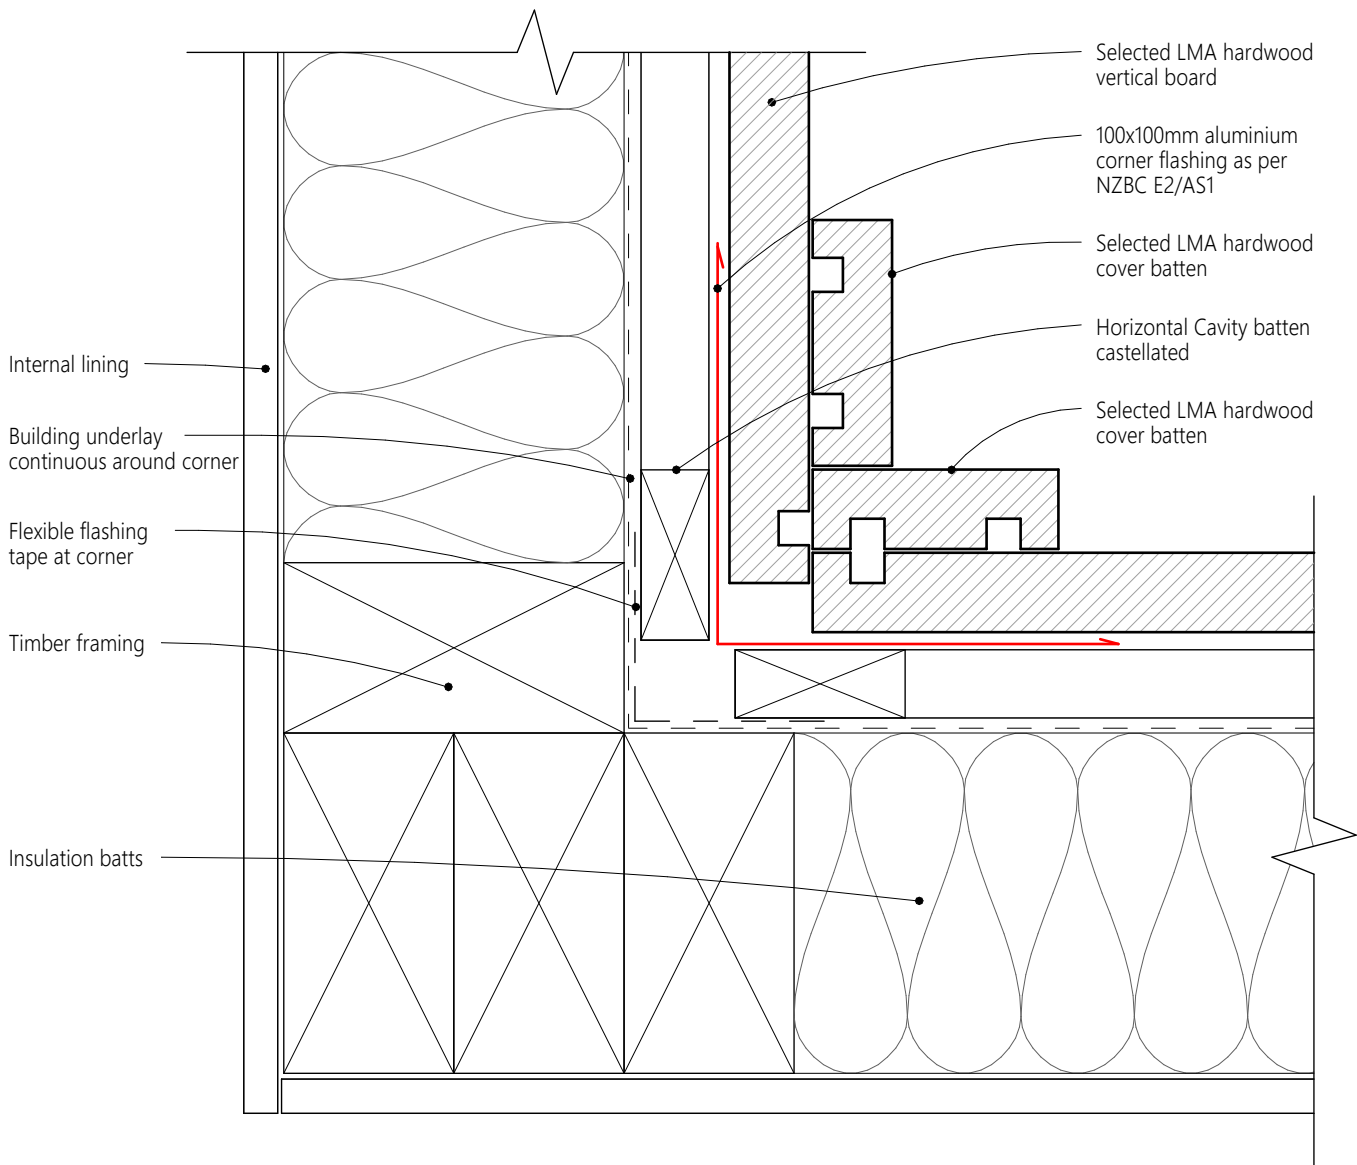 Selected LMA hardwood
vertical board
100x100mm aluminium
corner flashing as per
NZBC E2/AS1
Selected LMA hardwood
cover batten
Horizontal Cavity batten
castellated
Selected LMA hardwood
cover batten
Internal lining
Building underlay
continuous around corner
Flexible flashing
tape at corner
Timber framing
Insulation batts